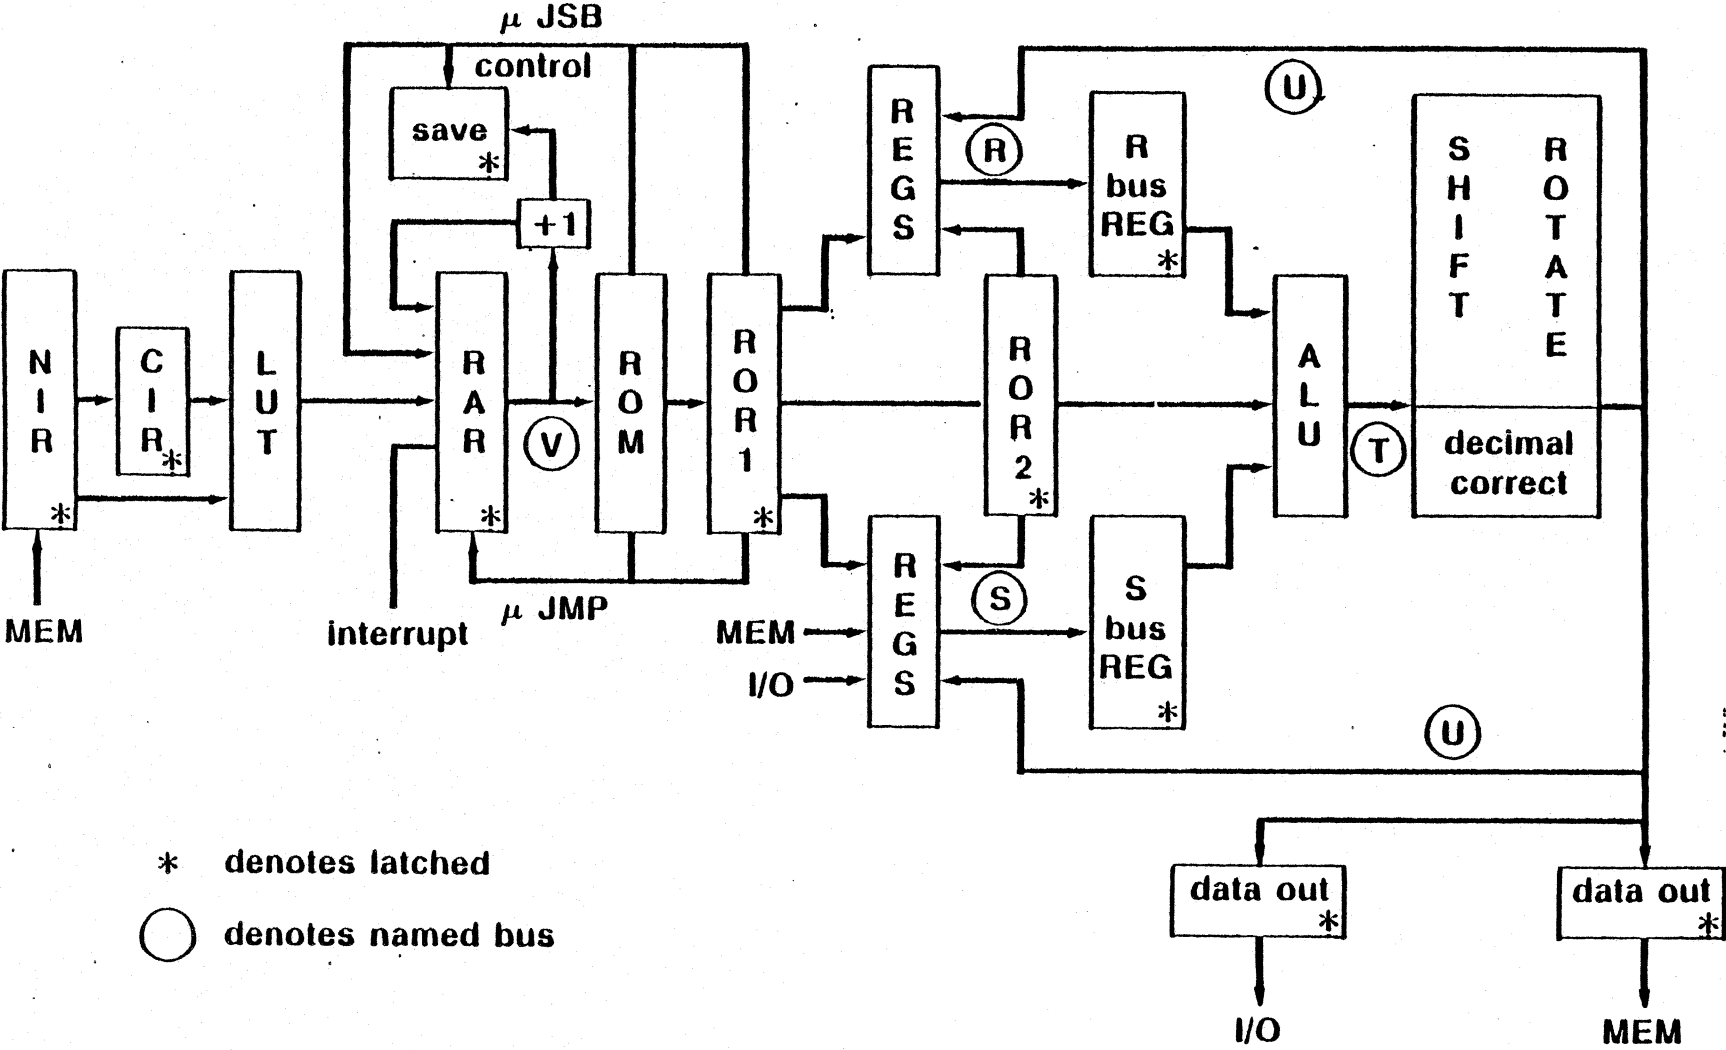 μ JSB
control
save
*
+1
NIR
*
CIR
*
LUT
RAR
*
V
ROM
ROR1
*
MEM
interrupt
μ JMP
REGS
R
U
R
bus
REG
*
ROR2
*
ALU
T
SHIFT
ROTATE
decimal
correct
REGS
S
MEM
I/O
S
bus
REG
*
U
* denotes latched
denotes named bus
data out
*
data out
*
I/O
MEM